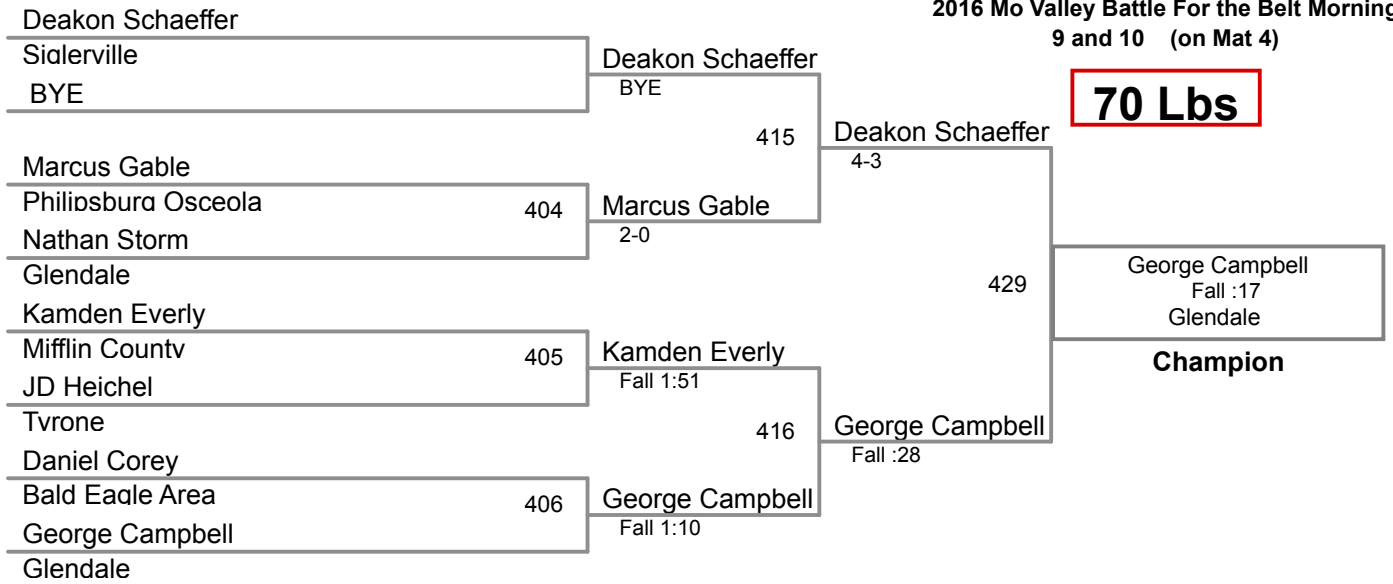 2016 Mo Valley Battle For the Belt Morning
9 and 10 (on Mat 4)
70 Lbs
Deakon Schaeffer
Siglerville
BYE
Marcus Gable
Philipsburg Osceola
404
Nathan Storm
Glendale
Kamden Everly
Mifflin County
405
JD Heichel
Tyrone
Daniel Corey
Bald Eagle Area
406
George Campbell
Glendale
Deakon Schaeffer
BYE
415
Marcus Gable
2-0
Kamden Everly
Fall 1:51
416
George Campbell
Fall 1:10
Deakon Schaeffer
4-3
429
George Campbell
Fall :28
George Campbell
Fall :17
Glendale
Champion